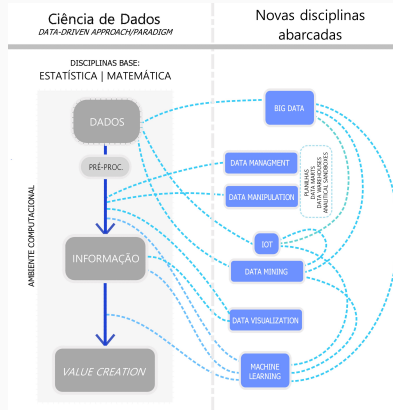 Ciência de Dados
DATA-DRIVEN APPROACH/PARADIGM
Novas disciplinas
abarcadas
DISCIPLINAS BASE:
ESTATÍSTICA | MATEMÁTICA
AMBIENTE COMPUTACIONAL
DADOS
PRÉ-PROC.
INFORMAÇÃO
VALUE CREATION
BIG DATA
DATA MANAGMENT
DATA MANIPULATION
PLANILHAS
DATA MARTS
DATA WAREHOUSES
ANALYTICAL SANDBOXES
IOT
DATA MINING
DATA VISUALIZATION
MACHINE
LEARNING